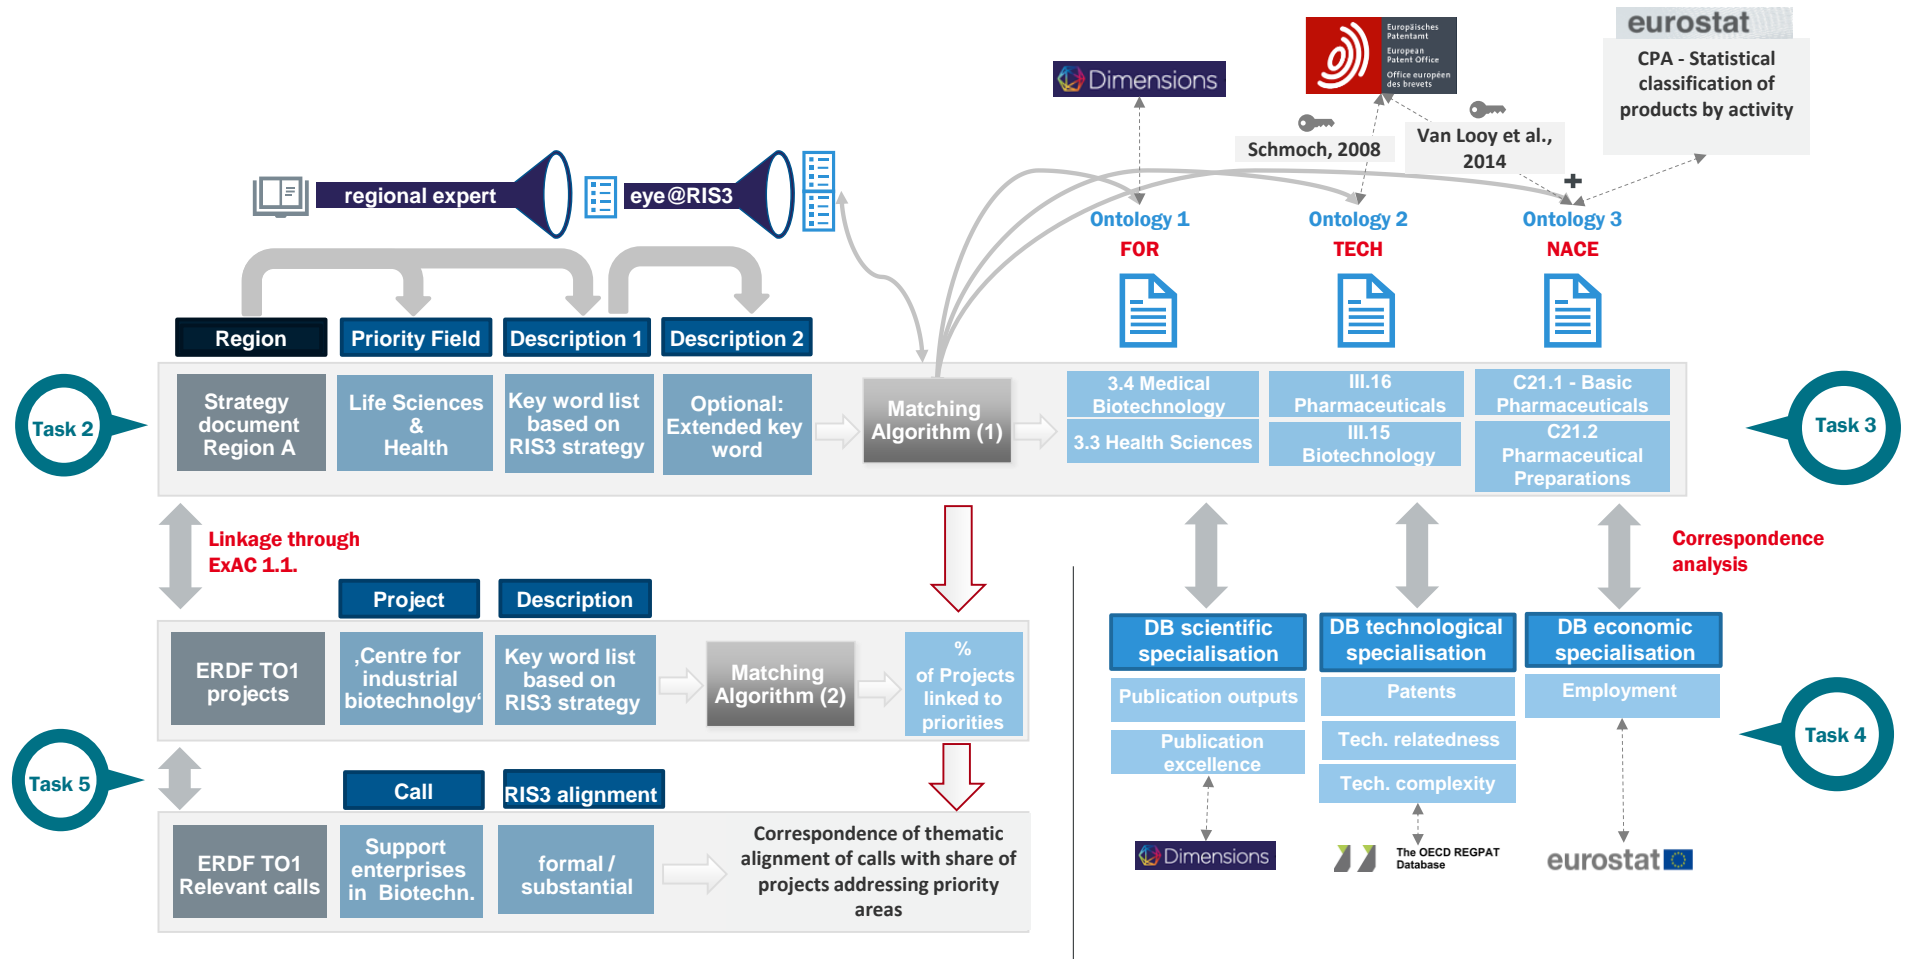 eurostat
CPA - Statistical
classification of
products by activity
Europäisches
Patentamt
European
Patent Office
Office européen
des brevets
Dimensions
Schmoch, 2008
Van Looy et al.,
2014
regional expert
eye@RIS3
Ontology 1
FOR
Ontology 2
TECH
Ontology 3
NACE
Region
Priority Field
Description 1
Description 2
Task 2
Strategy
document
Region A
Life Sciences
&
Health
Key word list
based on
RIS3 strategy
Optional:
Extended key
word
Matching
Algorithm (1)
3.4 Medical
Biotechnology
3.3 Health Sciences
III.16
Pharmaceuticals
III.15
Biotechnology
C21.1 - Basic
Pharmaceuticals
C21.2
Pharmaceutical
Preparations
Task 3
Linkage through
ExAC 1.1.
Correspondence
analysis
Project
Description
ERDF TO1
projects
‚Centre for
industrial
biotechnolgy‘
Key word list
based on
RIS3 strategy
Matching
Algorithm (2)
%
of Projects
linked to
priorities
DB scientific
specialisation
DB technological
specialisation
DB economic
specialisation
Publication outputs
Publication
excellence
Patents
Tech. relatedness
Tech. complexity
Employment
Task 4
Task 5
Call
RIS3 alignment
ERDF TO1
Relevant calls
Support
enterprises
in Biotechn.
formal /
substantial
Correspondence of thematic
alignment of calls with share of
projects addressing priority
areas
Dimensions
The OECD REGPAT
Database
eurostat